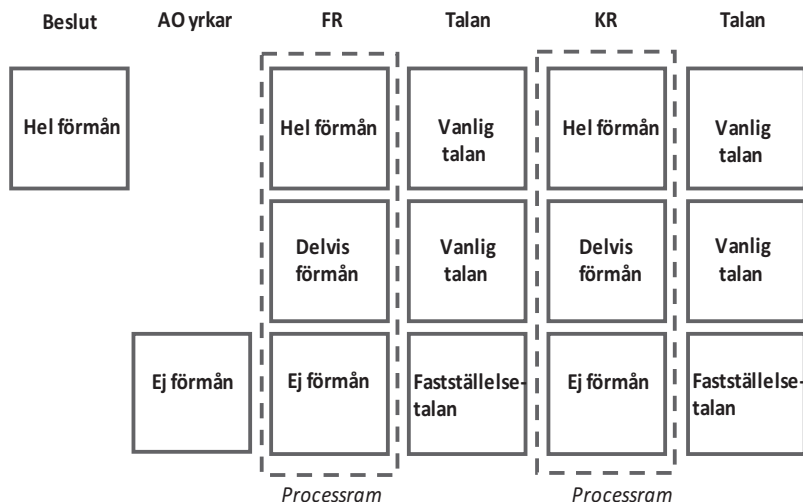 Beslut AO yrkar FR Talan KR Talan
Hel förmån Hel förmån Vanlig talan Hel förmån Vanlig talan
Delvis förmån Vanlig talan Delvis förmån Vanlig talan
Ej förmån Ej förmån Fastställelse-talan Ej förmån Fastställelse-talan
Processram Processram